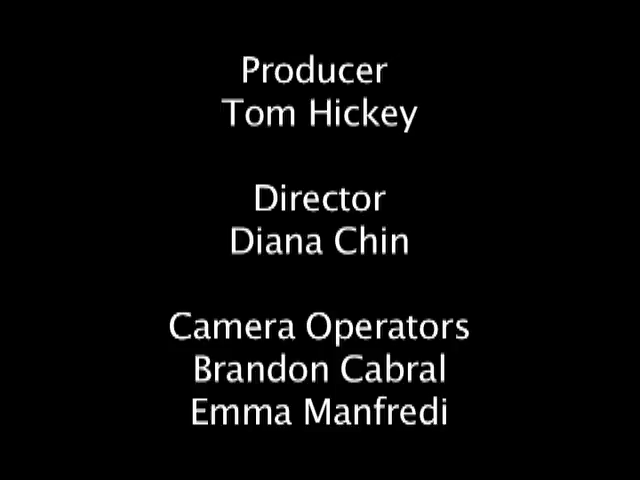 Producer
Tom Hickey
Director
Diana Chin
Camera Operators
Brandon Cabral
Emma Manfredi